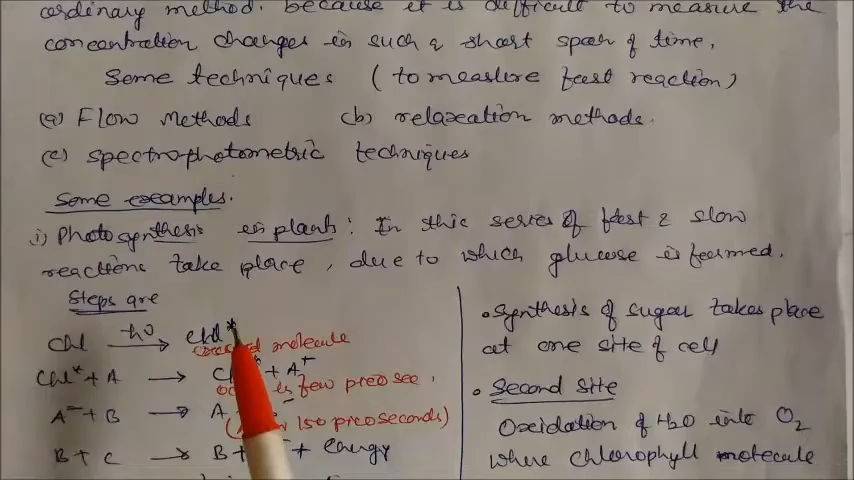 ordinary method. because it is difficult to measure the
concentration changes in such a short span of time.
Some techniques (to measure fast reaction)
(a) Flow methods (b) relaxation methods.
(c) spectrophotometric techniques
Some examples.
i) Photosynthesis in plants: In this series of fast & slow
reactions take place, due to which glucose is formed.
Steps are
Chl hν → Chl*
excited molecule
Chl* + A → + A+
is few pico sec.
A- + B → A
150 picoseconds)
B + C → B + + Energy
• Synthesis of sugar takes place
at one site of cell
• Second site
Oxidation of H2O into O2
where chlorophyll molecule